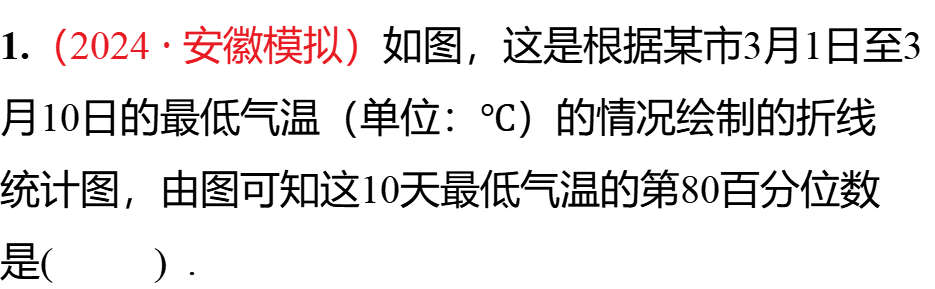 1.（2024 · 安徽模拟）如图，这是根据某市3月1日至3
月10日的最低气温（单位：℃）的情况绘制的折线
统计图，由图可知这10天最低气温的第80百分位数
是(　　)．